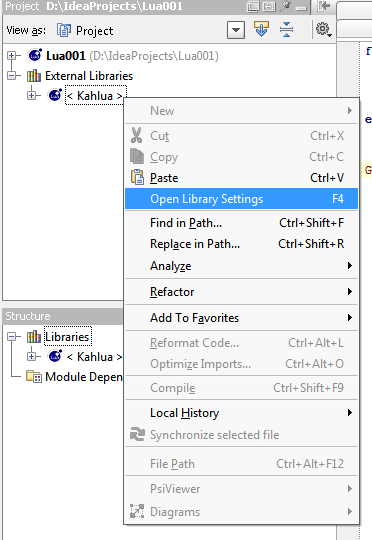 Project D:\IdeaProjects\Lua001
View as: Project
Lua001 (D:\IdeaProjects\Lua001)
External Libraries
< Kahlua >
New
Cut Ctrl+X
Copy Ctrl+C
Paste Ctrl+V
Open Library Settings F4
Find in Path... Ctrl+Shift+F
Replace in Path... Ctrl+Shift+R
Analyze
Refactor
Add To Favorites
Reformat Code... Ctrl+Alt+L
Optimize Imports... Ctrl+Alt+O
Compile Ctrl+Shift+F9
Local History
Synchronize selected file
File Path Ctrl+Alt+F12
PsiViewer
Diagrams
Structure
Libraries
< Kahlua >
Module Depen
f
e
G